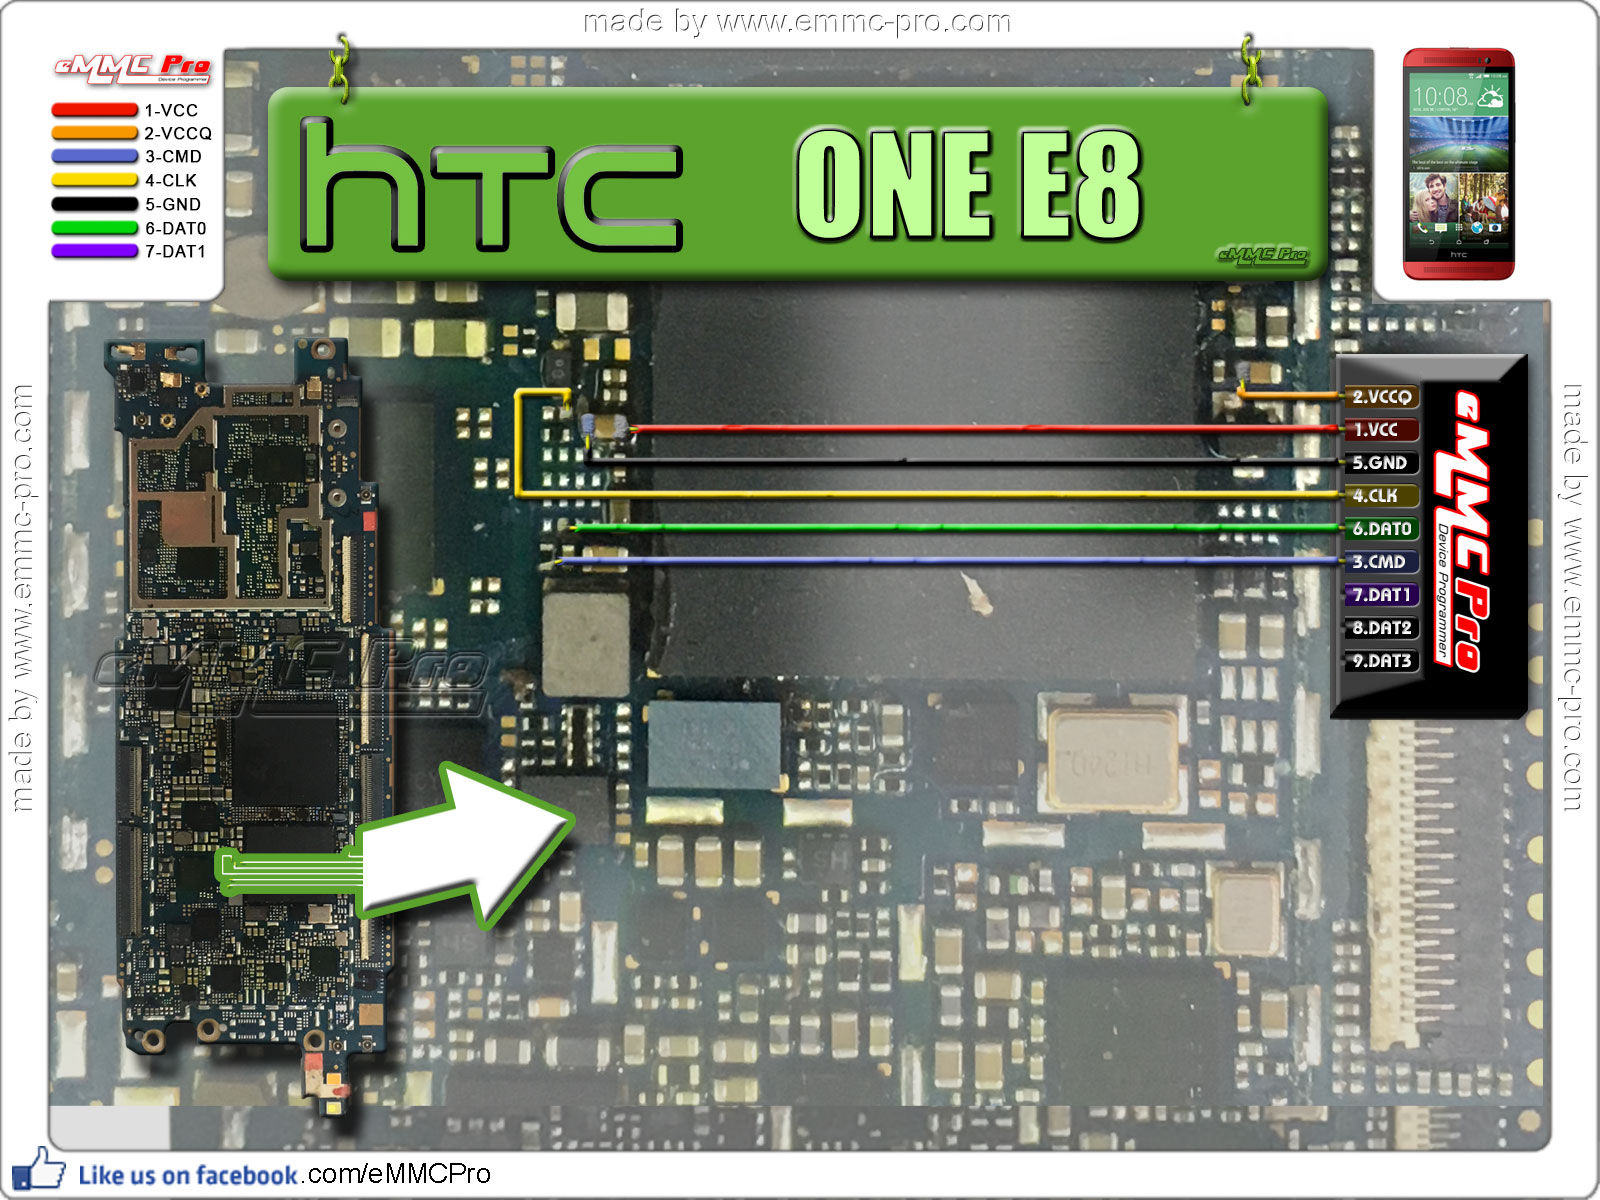 made by www.emmc-pro.com
eMMC Pro
Device Programmer
1-VCC
2-VCCQ
3-CMD
4-CLK
5-GND
6-DAT0
7-DAT1
hTC ONE E8
eMMC Pro
10:08
hTC
2.VCCQ
1.VCC
5.GND
4.CLK
6.DAT0
3.CMD
7.DAT1
8.DAT2
9.DAT3
eMMC Pro
Device Programmer
made by www.emmc-pro.com
made by www.emmc-pro.com
eMMC Pro
Like us on facebook.com/eMMCPro